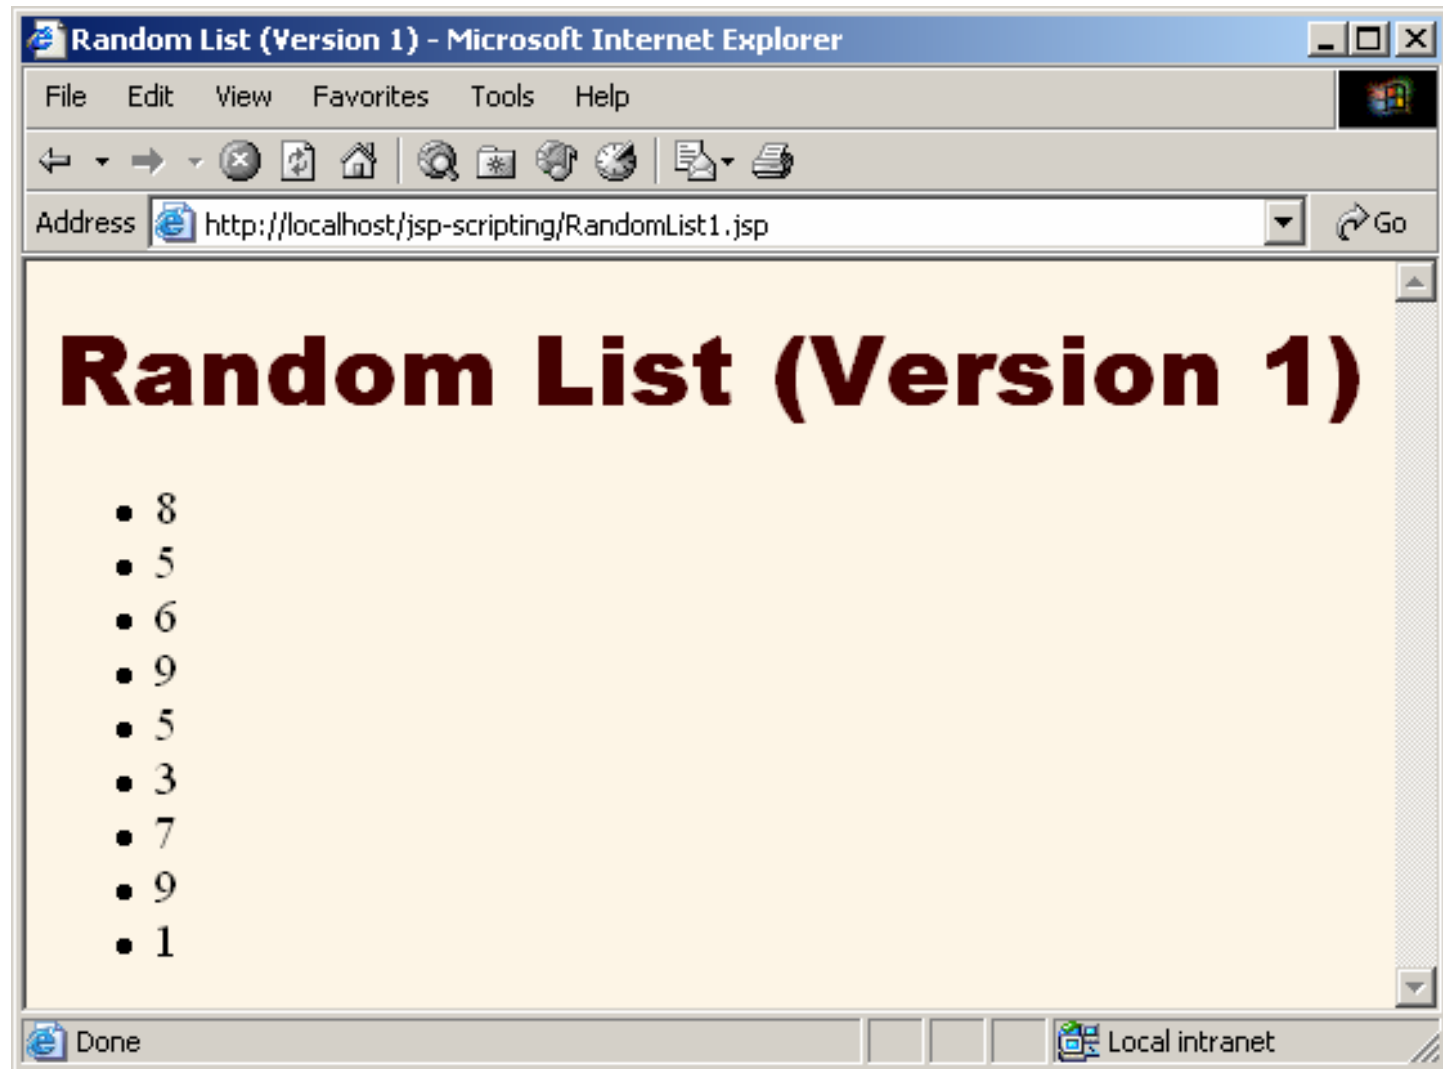 Random List (Version 1) - Microsoft Internet Explorer
File Edit View Favorites Tools Help
Address http://localhost/jsp-scripting/RandomList1.jsp Go
Random List (Version 1)
• 8
• 5
• 6
• 9
• 5
• 3
• 7
• 9
• 1
Done Local intranet